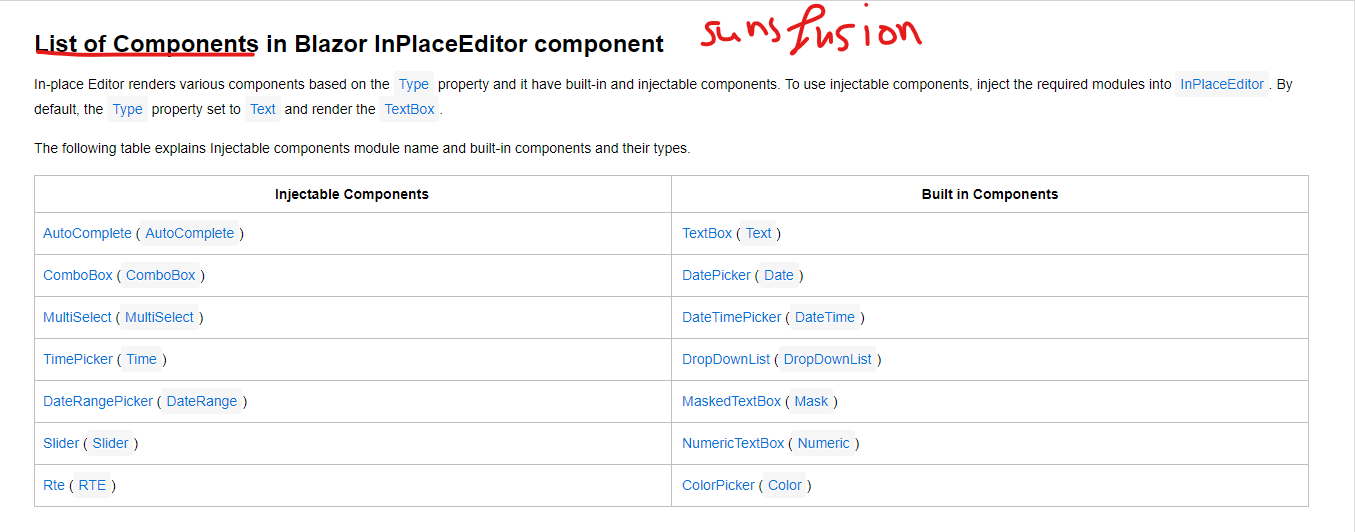 List of Components in Blazor InPlaceEditor component
sunsfusion
In-place Editor renders various components based on the Type property and it have built-in and injectable components. To use injectable components, inject the required modules into InPlaceEditor . By
default, the Type property set to Text and render the TextBox .
The following table explains Injectable components module name and built-in components and their types.
Injectable Components Built in Components
AutoComplete ( AutoComplete ) TextBox ( Text )
ComboBox ( ComboBox ) DatePicker ( Date )
MultiSelect ( MultiSelect ) DateTimePicker ( DateTime )
TimePicker ( Time ) DropDownList ( DropDownList )
DateRangePicker ( DateRange ) MaskedTextBox ( Mask )
Slider ( Slider ) NumericTextBox ( Numeric )
Rte ( RTE ) ColorPicker ( Color )